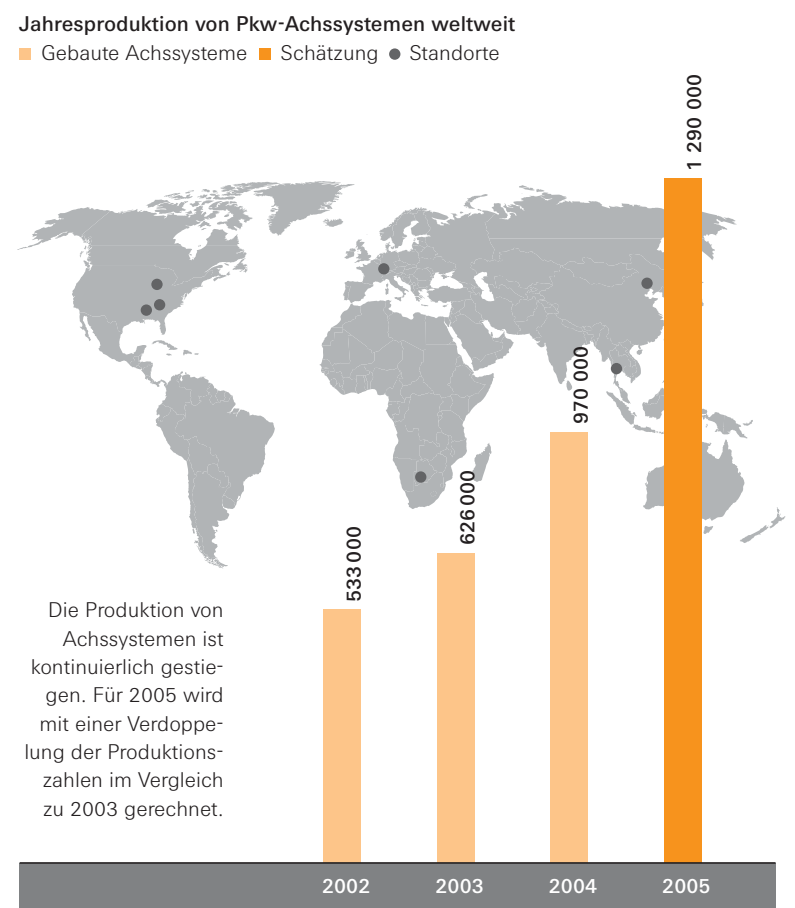 Jahresproduktion von Pkw-Achssystemen weltweit
Gebaute Achssysteme Schätzung Standorte
1 290 000
970 000
626 000
533 000
Die Produktion von
Achssystemen ist
kontinuierlich gestie-
gen. Für 2005 wird
mit einer Verdoppe-
lung der Produktions-
zahlen im Vergleich
zu 2003 gerechnet.
2002 2003 2004 2005